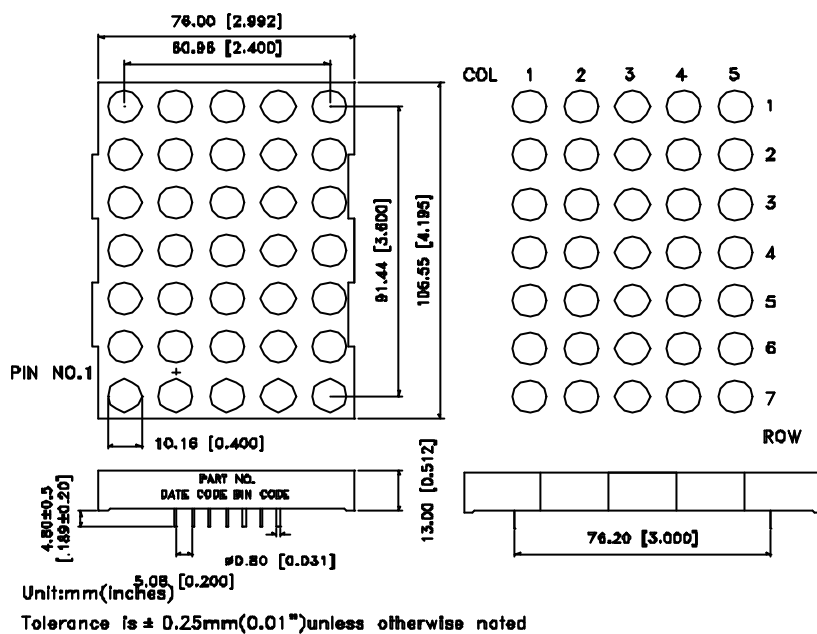 76.00 [2.992]
60.96 [2.400]
COL 1 2 3 4 5
1
2
3
4
5
6
7
ROW
91.44 [3.600]
106.55 [4.195]
PIN NO.1
+
10.16 [0.400]
PART NO.
DATE CODE BIN CODE
13.00 [0.512]
4.80±0.5
[.189±0.20]
ø0.80 [0.031]
5.08 [0.200]
76.20 [3.000]
Unit:mm(inches)
Tolerance is ± 0.25mm(0.01")unless otherwise noted